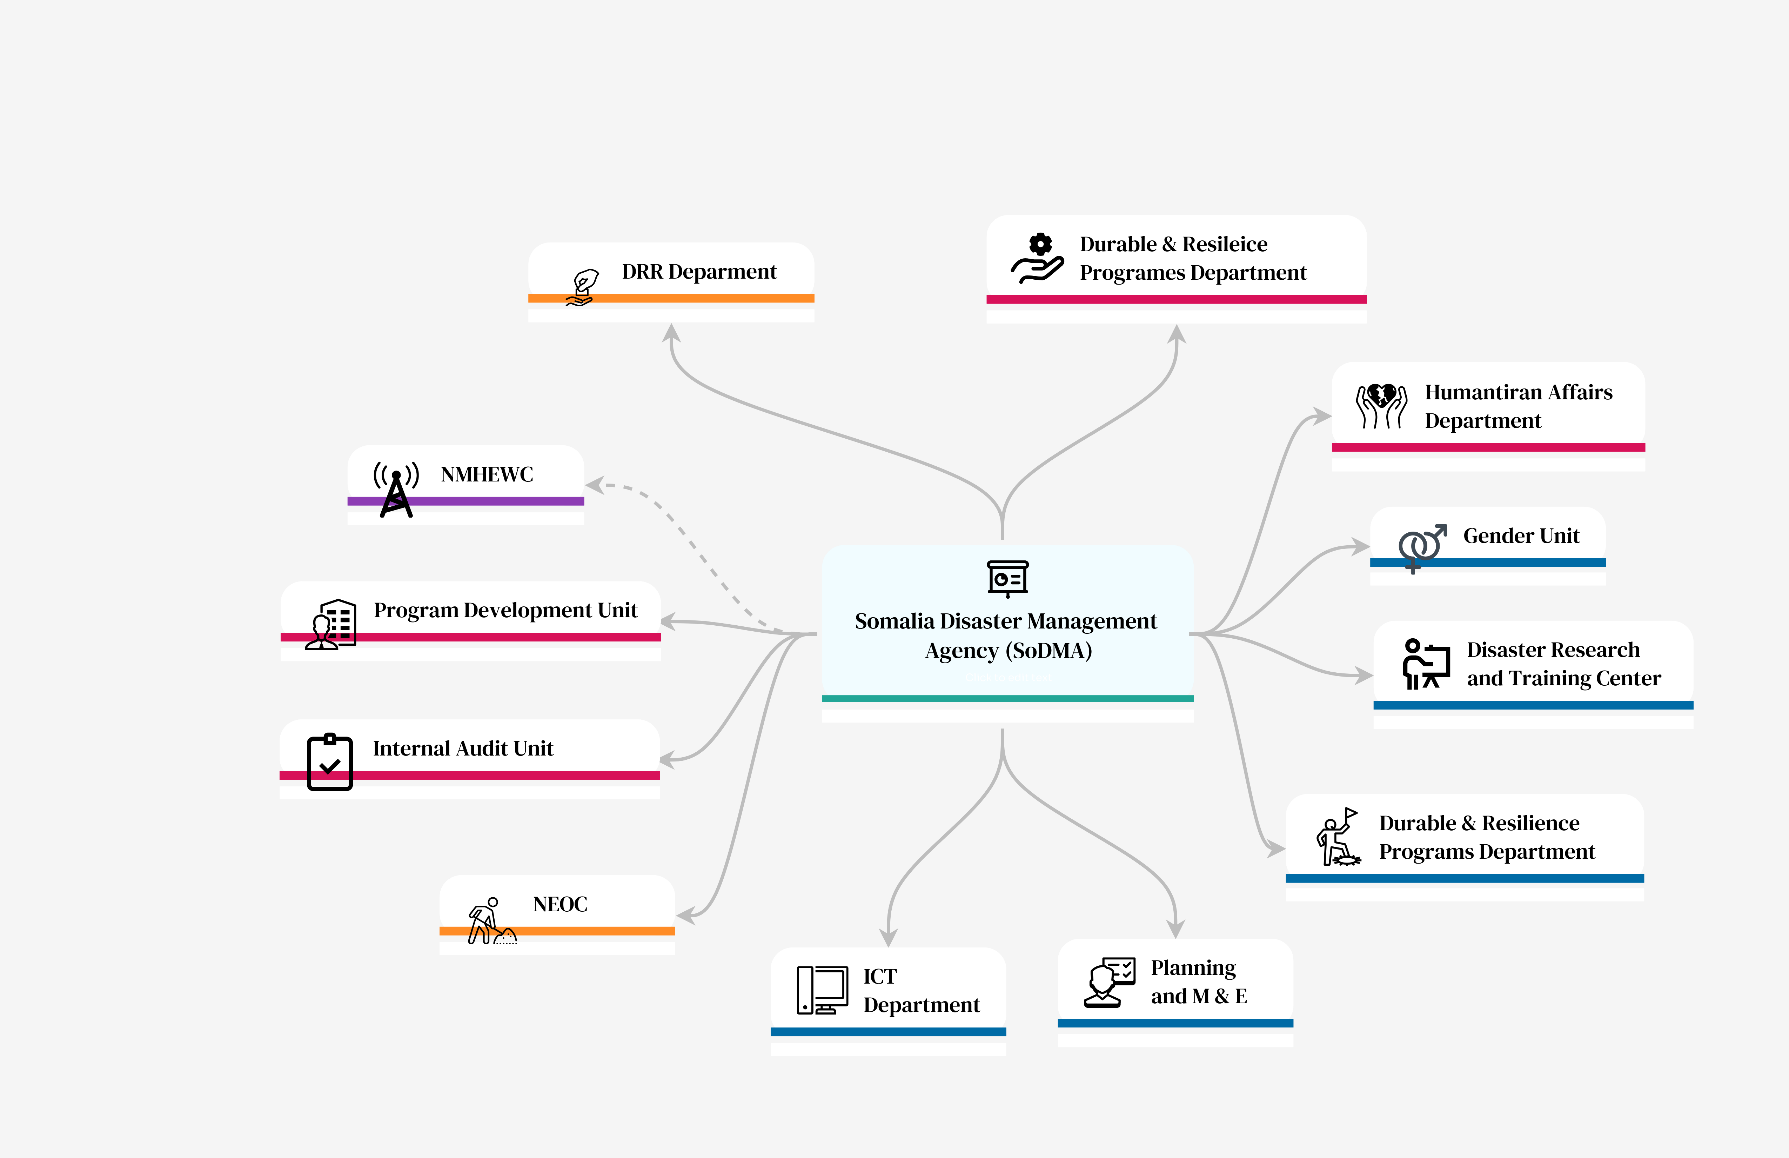 DRR Deparment
Durable & Resileice
Programes Department
Humantiran Affairs
Department
NMHEWC
Gender Unit
Program Development Unit
Somalia Disaster Management
Agency (SoDMA)
Disaster Research
and Training Center
Internal Audit Unit
Durable & Resilience
Programs Department
NEOC
ICT
Department
Planning
and M & E